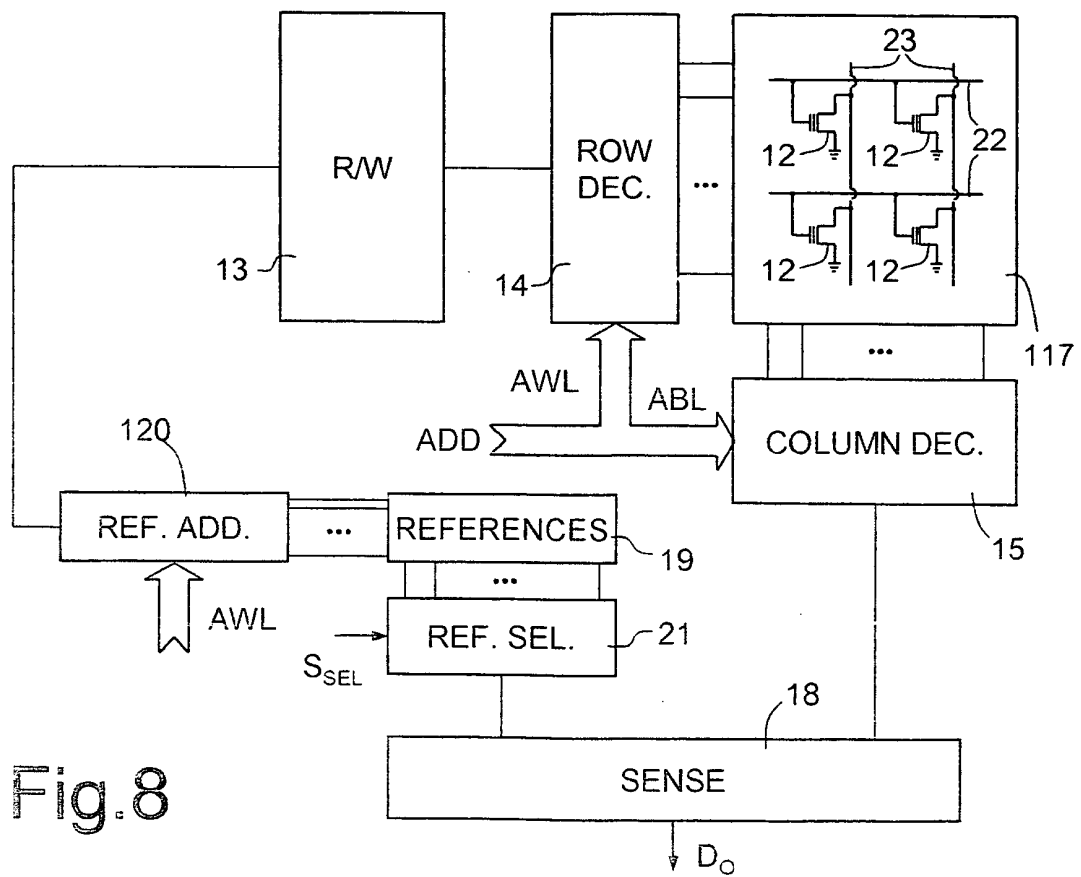 23
R/W
ROW
DEC.
...
12
12
22
12
12
13
14
117
AWL
ABL
...
ADD
COLUMN DEC.
120
REF. ADD.
...
REFERENCES
19
15
AWL
...
REF. SEL.
21
SSEL
18
SENSE
Fig.8
DO